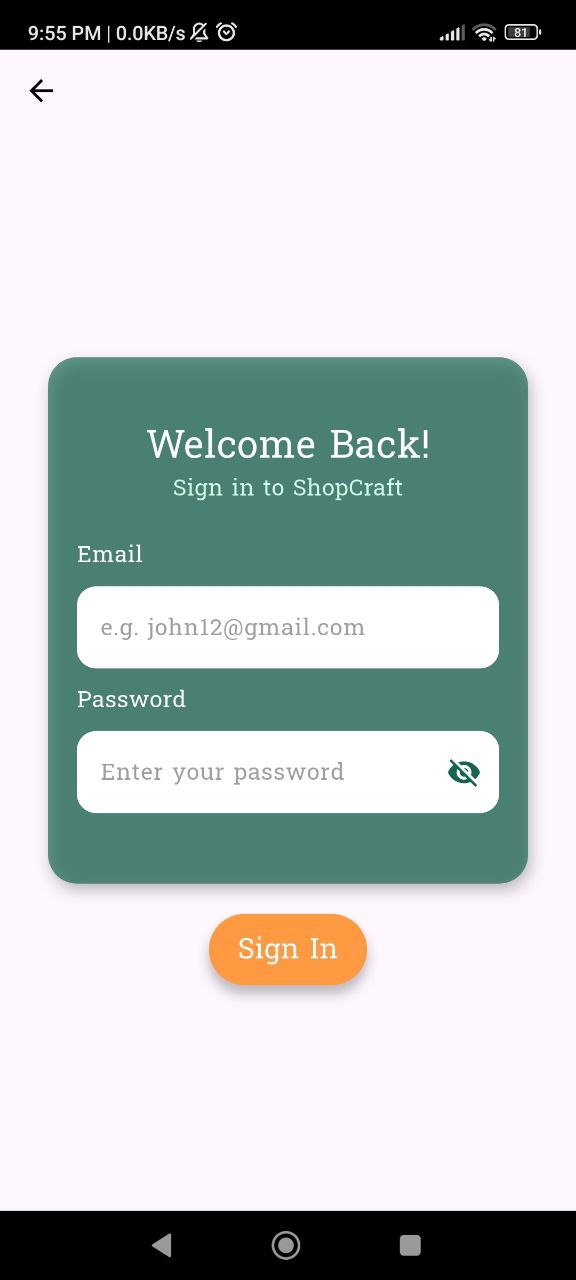 9:55 PM | 0.0KB/s 81
Welcome Back!
Sign in to ShopCraft
Email
e.g. john12@gmail.com
Password
Enter your password
Sign In